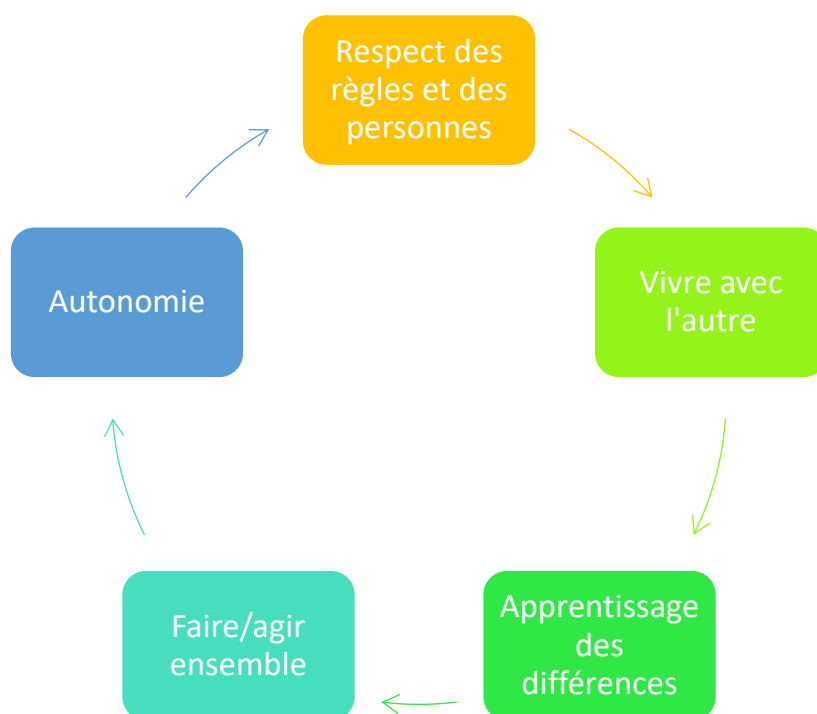 Respect des
règles et des
personnes
Vivre avec
l'autre
Apprentissage
des
différences
Faire/agir
ensemble
Autonomie